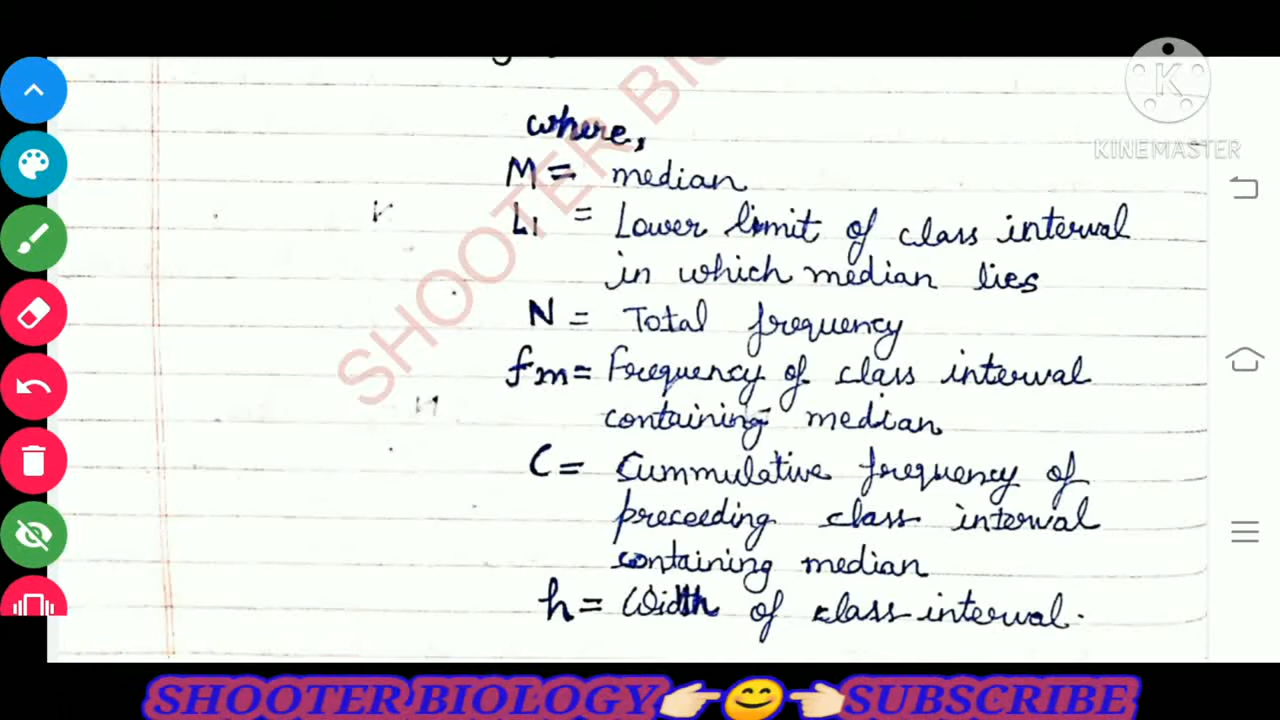 KINEMASTER
SHOOTER BI
where,
M = median
L1 = Lower limit of class interval
in which median lies
N = Total frequency
fm = Frequency of class interval
containing median
C = Cummulative frequency of
preceeding class interval
containing median
h = Width of class interval.
SHOOTER BIOLOGY👉🏻😊👈🏻SUBSCRIBE